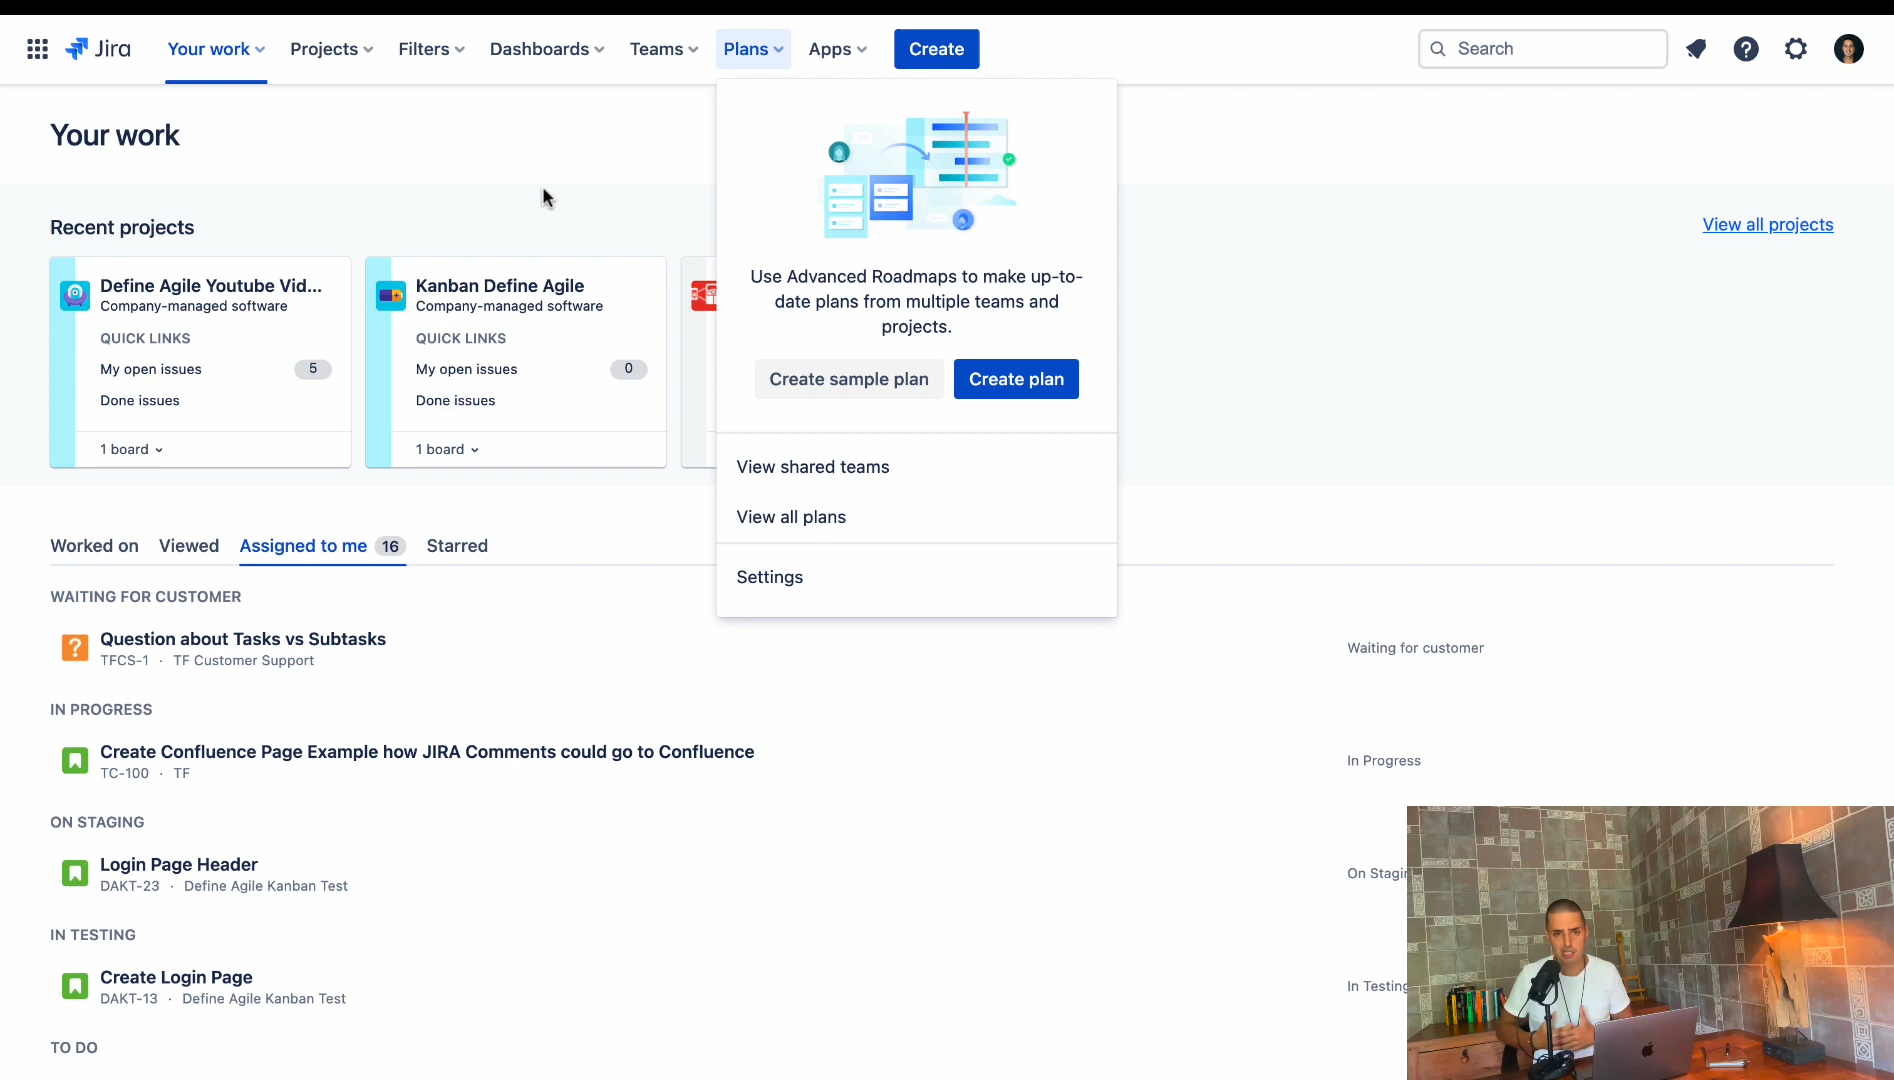 Jira
Your work
Projects
Filters
Dashboards
Teams
Plans
Apps
Create
Search
Your work
Recent projects
View all projects
Define Agile Youtube Vid...
Company-managed software
QUICK LINKS
My open issues 5
Done issues
1 board
Kanban Define Agile
Company-managed software
QUICK LINKS
My open issues 0
Done issues
1 board
Use Advanced Roadmaps to make up-to-
date plans from multiple teams and
projects.
Create sample plan
Create plan
View shared teams
View all plans
Settings
Worked on
Viewed
Assigned to me 16
Starred
WAITING FOR CUSTOMER
Question about Tasks vs Subtasks
TFCS-1 · TF Customer Support
Waiting for customer
IN PROGRESS
Create Confluence Page Example how JIRA Comments could go to Confluence
TC-100 · TF
In Progress
ON STAGING
Login Page Header
DAKT-23 · Define Agile Kanban Test
On Stagin
IN TESTING
Create Login Page
DAKT-13 · Define Agile Kanban Test
In Testing
TO DO